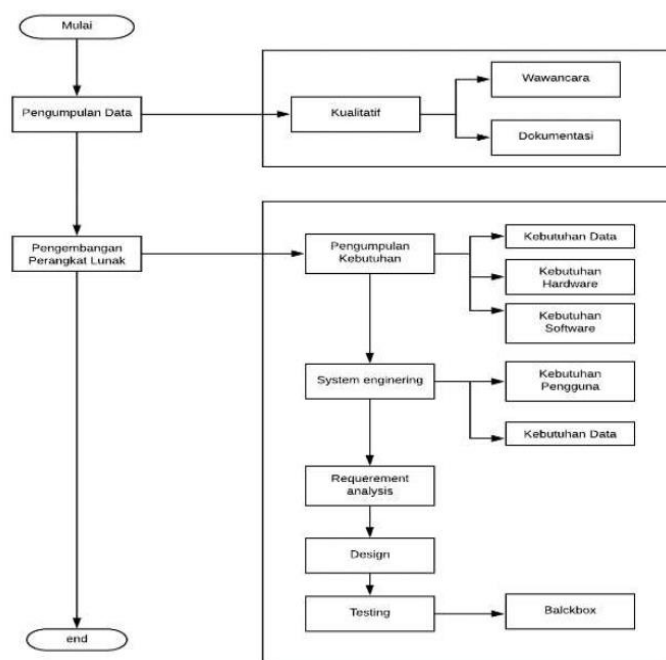 Mulai
Pengumpulan Data
Kualitatif
Wawancara
Dokumentasi
Pengembangan
Perangkat Lunak
Pengumpulan
Kebutuhan
Kebutuhan Data
Kebutuhan
Hardware
Kebutuhan
Software
System enginering
Kebutuhan
Pengguna
Kebutuhan Data
Requerement
analysis
Design
Testing
Balckbox
end